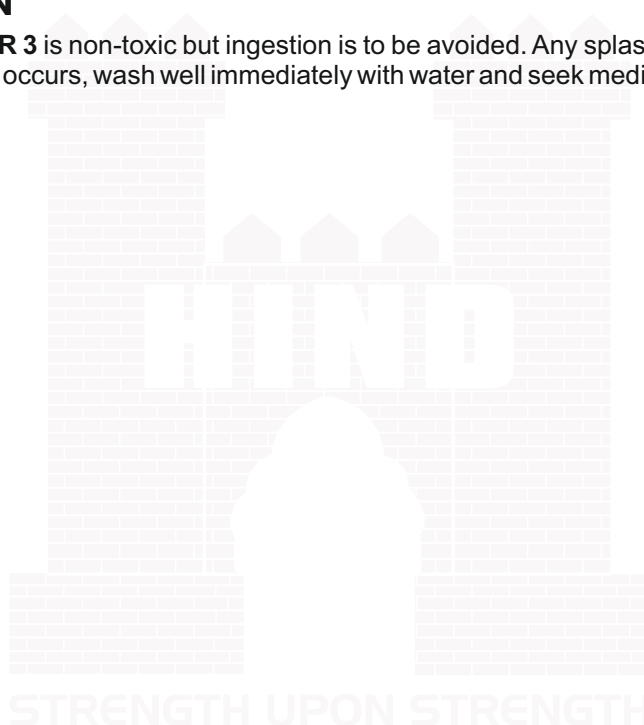 N
R 3 is non-toxic but ingestion is to be avoided. Any splas
occurs, wash well immediately with water and seek medi
HIND
STRENGTH UPON STRENGTH